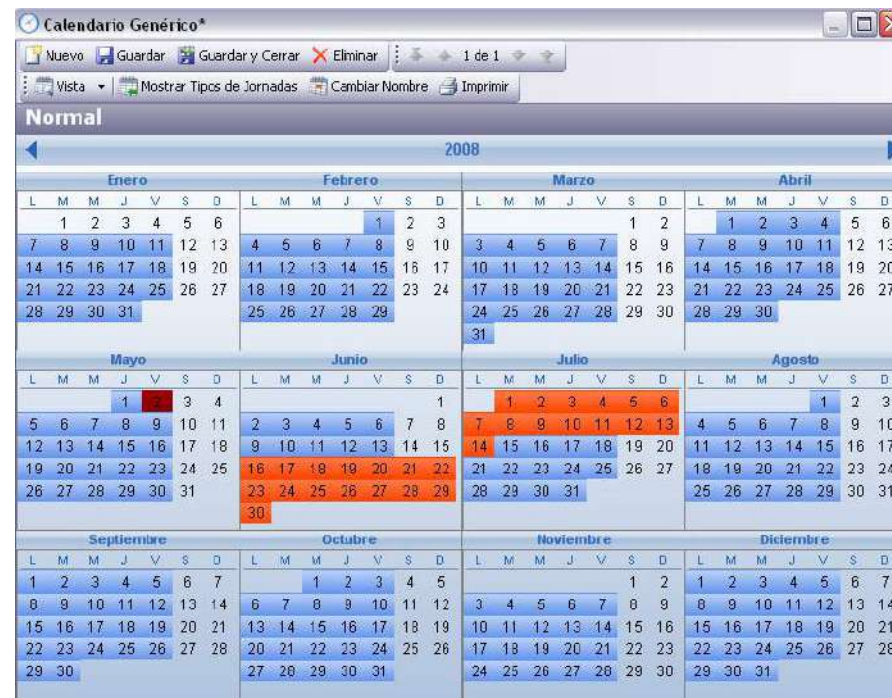 Calendario Genérico*
Nuevo Guardar Guardar y Cerrar Eliminar 1 de 1
Vista Mostrar Tipos de Jornadas Cambiar Nombre Imprimir
Normal
2008
Enero Febrero Marzo Abril
L M M J V S D L M M J V S D L M M J V S D L M M J V S D
1 2 3 4 5 6 1 2 3 1 2 1 2 3 4 5 6
7 8 9 10 11 12 13 4 5 6 7 8 9 10 3 4 5 6 7 8 9 7 8 9 10 11 12 13
14 15 16 17 18 19 20 11 12 13 14 15 16 17 10 11 12 13 14 15 16 14 15 16 17 18 19 20
21 22 23 24 25 26 27 18 19 20 21 22 23 24 17 18 19 20 21 22 23 21 22 23 24 25 26 27
28 29 30 31 25 26 27 28 29 24 25 26 27 28 29 30 28 29 30
31
Mayo Junio Julio Agosto
L M M J V S D L M M J V S D L M M J V S D L M M J V S D
1 2 3 4 1 1 2 3 4 5 6 1 2 3
5 6 7 8 9 10 11 2 3 4 5 6 7 8 7 8 9 10 11 12 13 4 5 6 7 8 9 10
12 13 14 15 16 17 18 9 10 11 12 13 14 15 14 15 16 17 18 19 20 11 12 13 14 15 16 17
19 20 21 22 23 24 25 16 17 18 19 20 21 22 21 22 23 24 25 26 27 18 19 20 21 22 23 24
26 27 28 29 30 31 23 24 25 26 27 28 29 28 29 30 31 25 26 27 28 29 30 31
30
Septiembre Octubre Noviembre Diciembre
L M M J V S D L M M J V S D L M M J V S D L M M J V S D
1 2 3 4 5 6 7 1 2 3 4 5 1 2 1 2 3 4 5 6 7
8 9 10 11 12 13 14 6 7 8 9 10 11 12 3 4 5 6 7 8 9 8 9 10 11 12 13 14
15 16 17 18 19 20 21 13 14 15 16 17 18 19 10 11 12 13 14 15 16 15 16 17 18 19 20 21
22 23 24 25 26 27 28 20 21 22 23 24 25 26 17 18 19 20 21 22 23 22 23 24 25 26 27 28
29 30 27 28 29 30 31 24 25 26 27 28 29 30 29 30 31